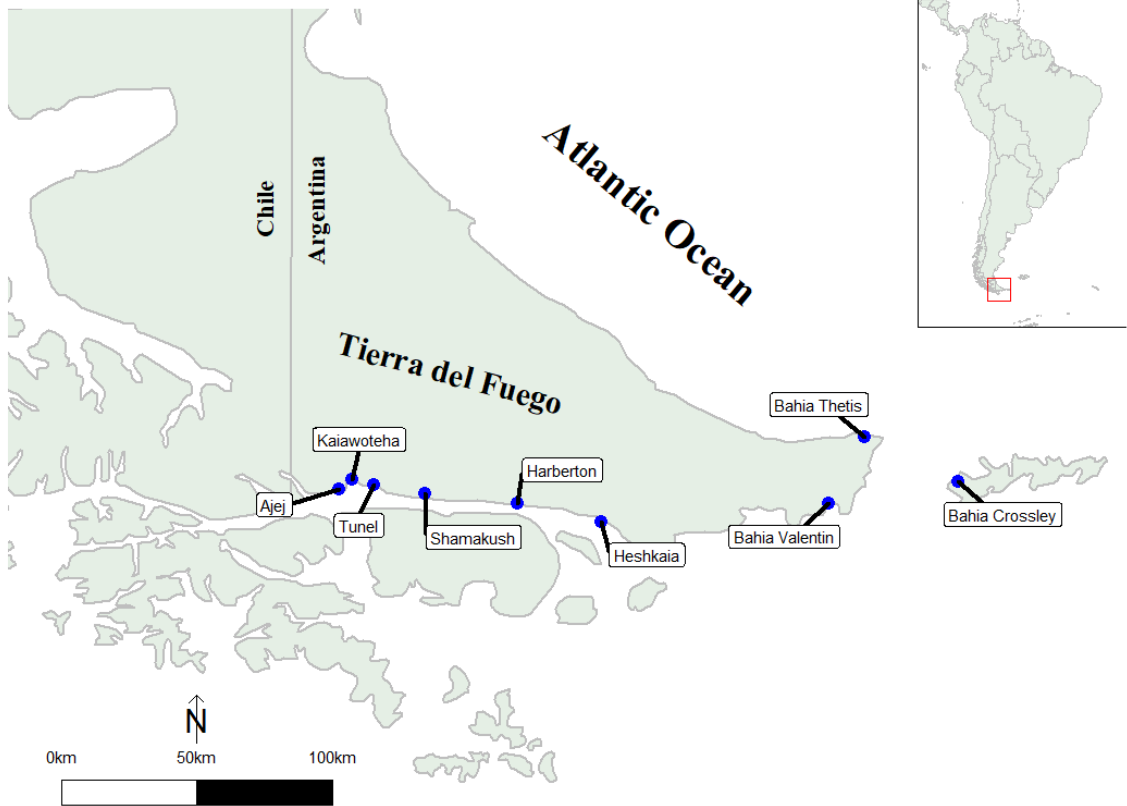 Atlantic Ocean
Chile
Argentina
Tierra del Fuego
Bahia Thetis
Kaiawoteha
Harberton
Ajej
Tunel
Shamakush
Heshkaia
Bahia Valentin
Bahia Crossley
N
0km 50km 100km